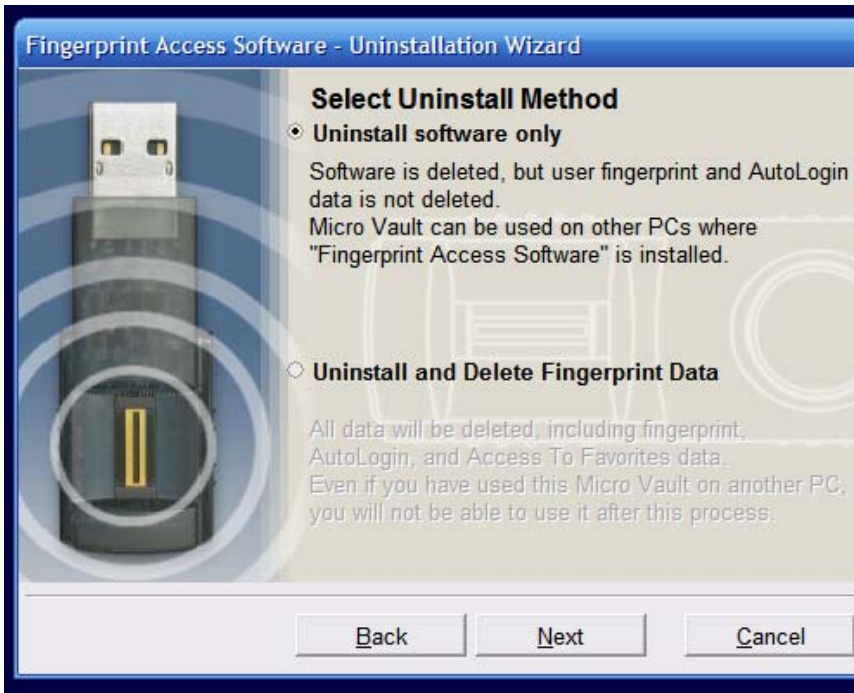 Fingerprint Access Software - Uninstallation Wizard
Select Uninstall Method
Uninstall software only
Software is deleted, but user fingerprint and AutoLogin
data is not deleted.
Micro Vault can be used on other PCs where
"Fingerprint Access Software" is installed.
Uninstall and Delete Fingerprint Data
All data will be deleted, including fingerprint,
AutoLogin, and Access To Favorites data.
Even if you have used this Micro Vault on another PC,
you will not be able to use it after this process.
Back
Next
Cancel